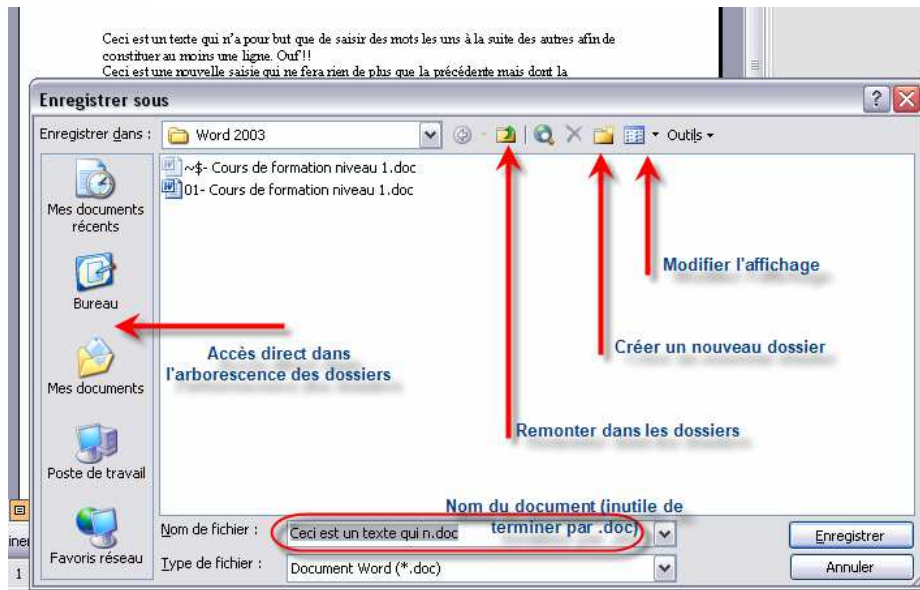 Ceci est un texte qui n'a pour but que de saisir des mots les uns à la suite des autres afin de
constituer au moins une ligne. Ouf !!
Ceci est une nouvelle saisie qui ne fera rien de plus que la précédente mais dont la
Enregistrer sous
Enregistrer dans :
Word 2003
Outils
~$- Cours de formation niveau 1.doc
01- Cours de formation niveau 1.doc
Mes documents
récents
Bureau
Mes documents
Poste de travail
Favoris réseau
Modifier l'affichage
Créer un nouveau dossier
Accès direct dans
l'arborescence des dossiers
Remonter dans les dossiers
Nom du document (inutile de
terminer par .doc)
Nom de fichier :
Ceci est un texte qui n.doc
Enregistrer
Type de fichier :
Document Word (*.doc)
Annuler
1